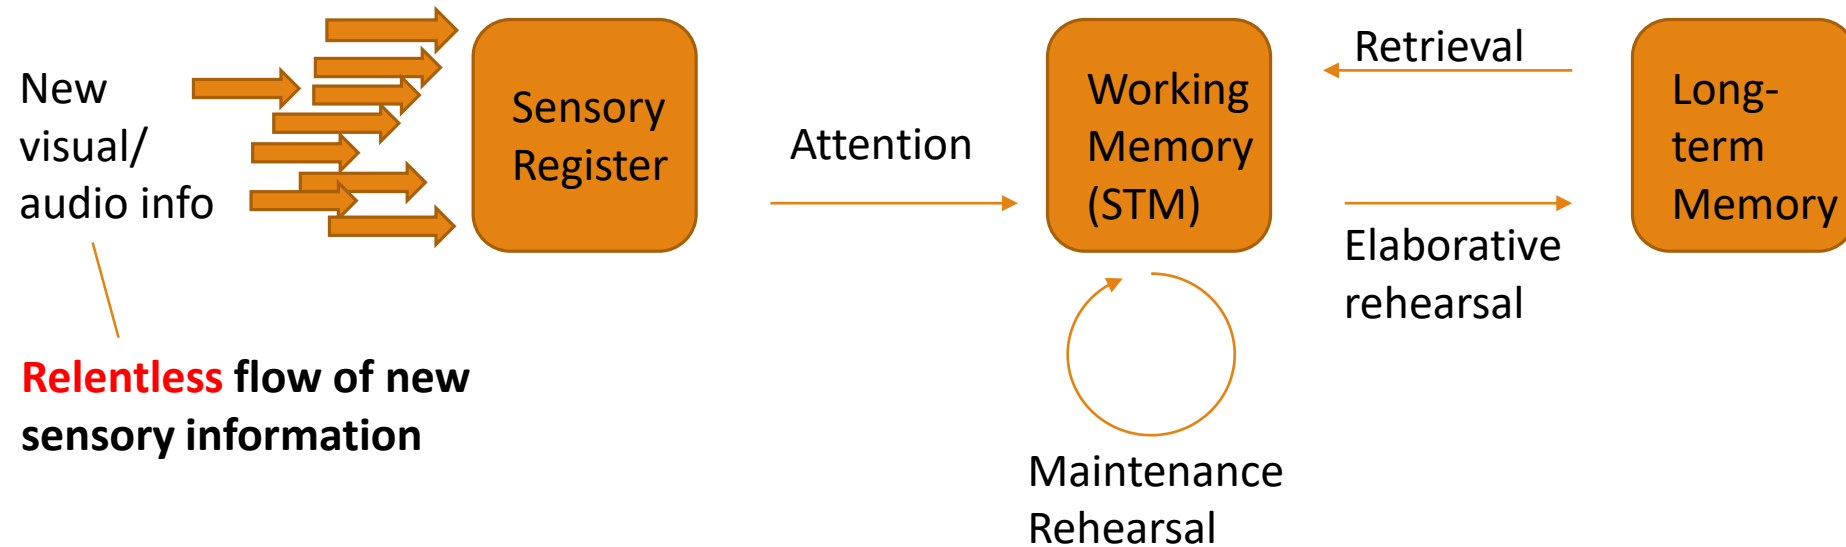 New
visual/
audio info
Relentless flow of new
sensory information
Sensory
Register
Attention
Working
Memory
(STM)
Maintenance
Rehearsal
Retrieval
Elaborative
rehearsal
Long-
term
Memory